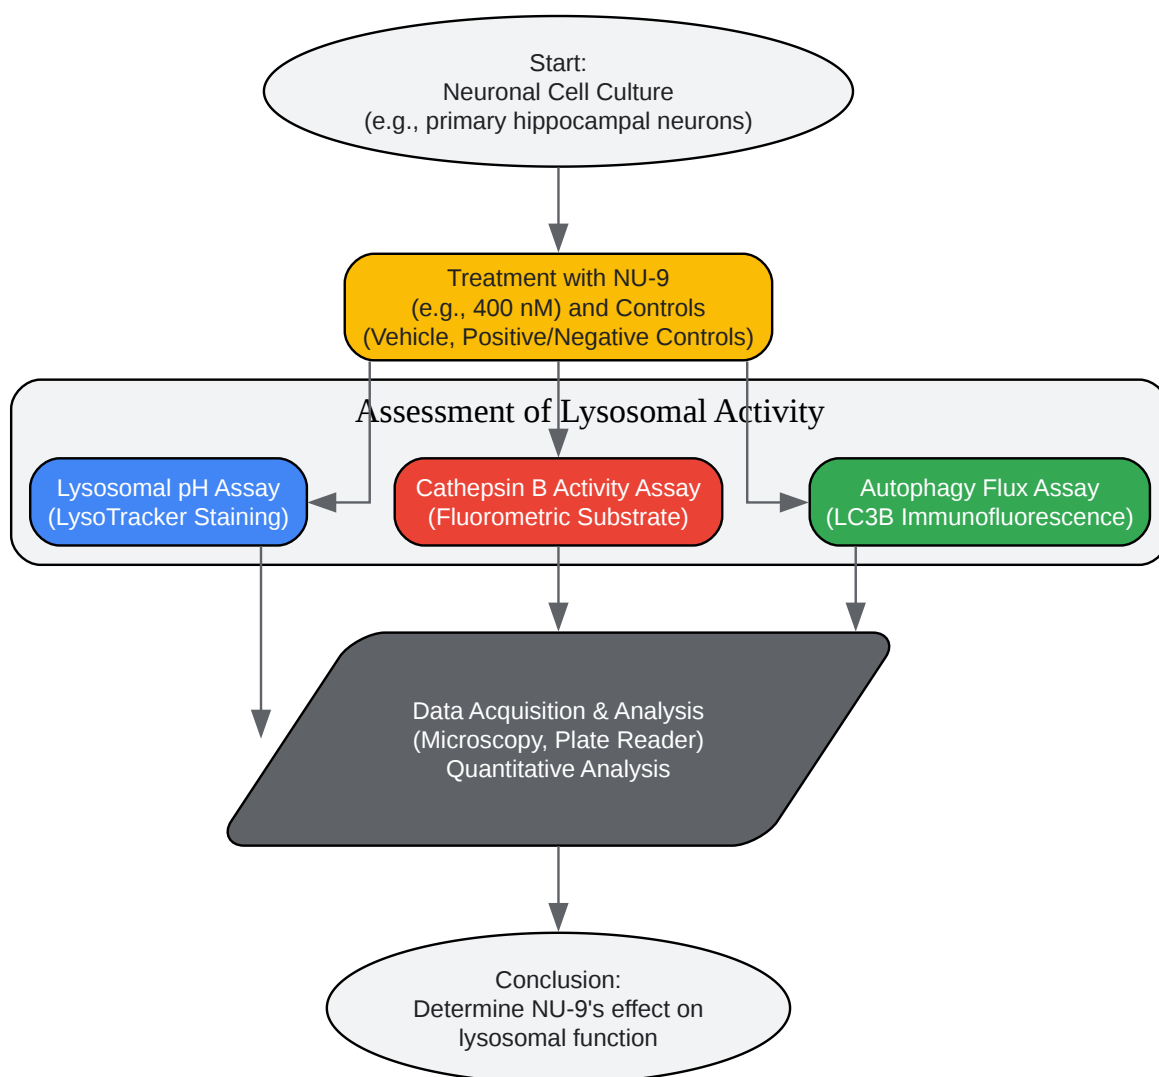 Start:
Neuronal Cell Culture
(e.g., primary hippocampal neurons)
Treatment with NU-9
(e.g., 400 nM) and Controls
(Vehicle, Positive/Negative Controls)
Assessment of Lysosomal Activity
Lysosomal pH Assay
(LysoTracker Staining)
Cathepsin B Activity Assay
(Fluorometric Substrate)
Autophagy Flux Assay
(LC3B Immunofluorescence)
Data Acquisition & Analysis
(Microscopy, Plate Reader)
Quantitative Analysis
Conclusion:
Determine NU-9's effect on
lysosomal function